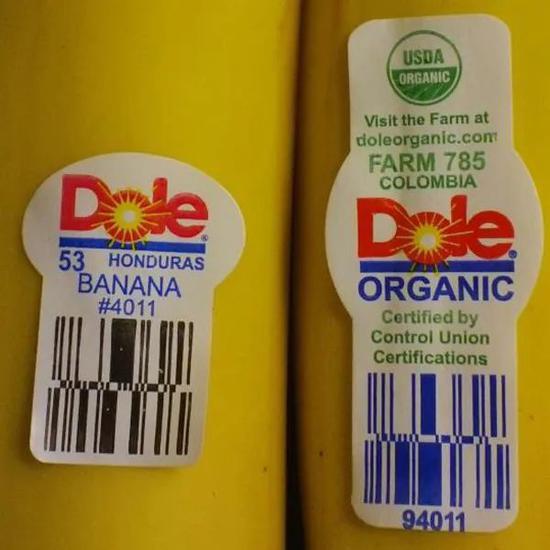 Dole
53 HONDURAS
BANANA
#4011
USDA
ORGANIC
Visit the Farm at
doleorganic.com
FARM 785
COLOMBIA
Dole
ORGANIC
Certified by
Control Union
Certifications
94011